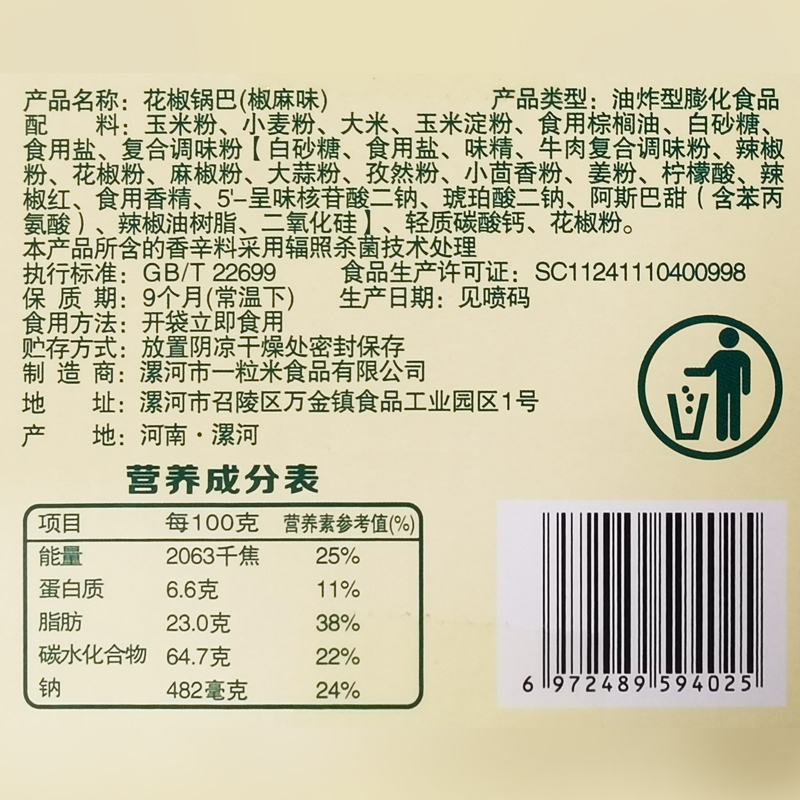 产品名称：花椒锅巴(椒麻味) 产品类型：油炸型膨化食品
配 料：玉米粉、小麦粉、大米、玉米淀粉、食用棕榈油、白砂糖、
食用盐、复合调味粉【白砂糖、食用盐、味精、牛肉复合调味粉、辣椒
粉、花椒粉、麻椒粉、大蒜粉、孜然粉、小茴香粉、姜粉、柠檬酸、辣
椒红、食用香精、5'-呈味核苷酸二钠、琥珀酸二钠、阿斯巴甜（含苯丙
氨酸）、辣椒油树脂、二氧化硅】、轻质碳酸钙、花椒粉。
本产品所含的香辛料采用辐照杀菌技术处理
执行标准：GB/T 22699 食品生产许可证：SC11241110400998
保 质 期：9个月(常温下) 生产日期：见喷码
食用方法：开袋立即食用
贮存方式：放置阴凉干燥处密封保存
制 造 商：漯河市一粒米食品有限公司
地 址：漯河市召陵区万金镇食品工业园区1号
产 地：河南·漯河
营养成分表
项目 每100克 营养素参考值(%)
能量 2063千焦 25%
蛋白质 6.6克 11%
脂肪 23.0克 38%
碳水化合物 64.7克 22%
钠 482毫克 24%
6 972489 594025